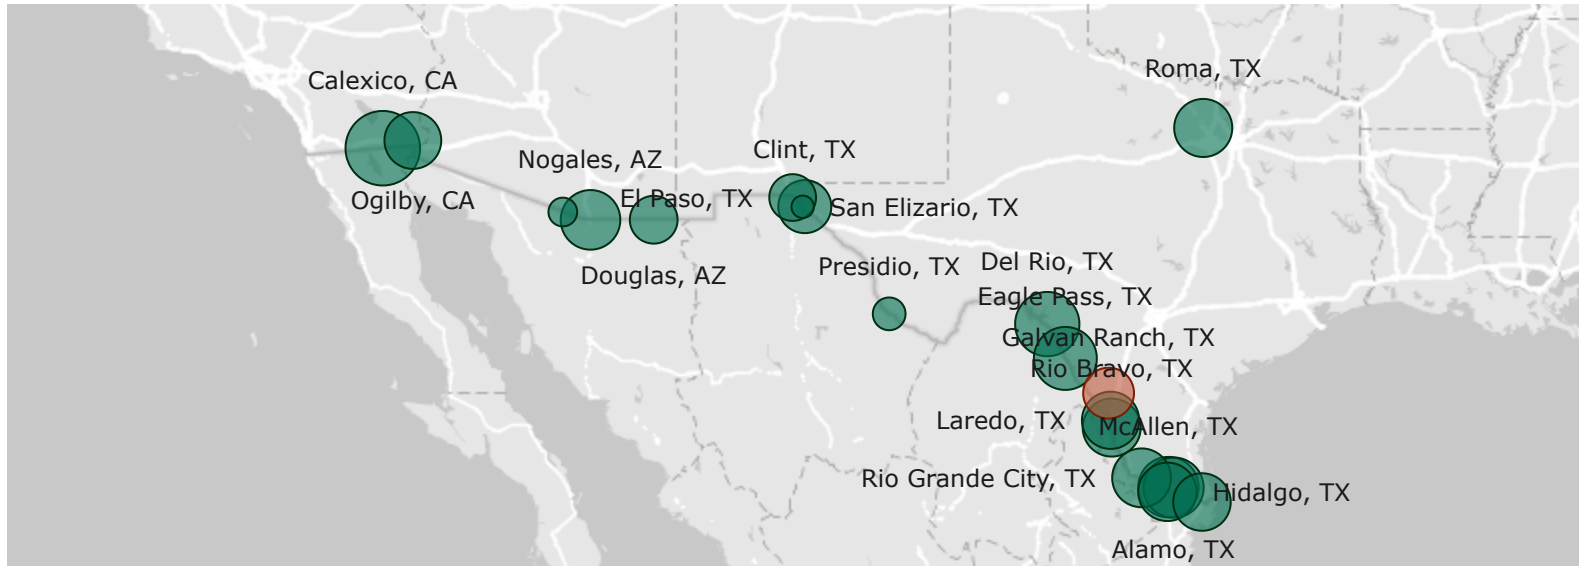 Roma, TX
Calexico, CA
Clint, TX
Nogales, AZ
Ogilby, CA
El Paso, TX
San Elizario, TX
Del Rio, TX
Presidio, TX
Douglas, AZ
Eagle Pass, TX
Galvan Ranch, TX
Rio Bravo, TX
Laredo, TX
McAllen, TX
Rio Grande City, TX
Hidalgo, TX
Alamo, TX